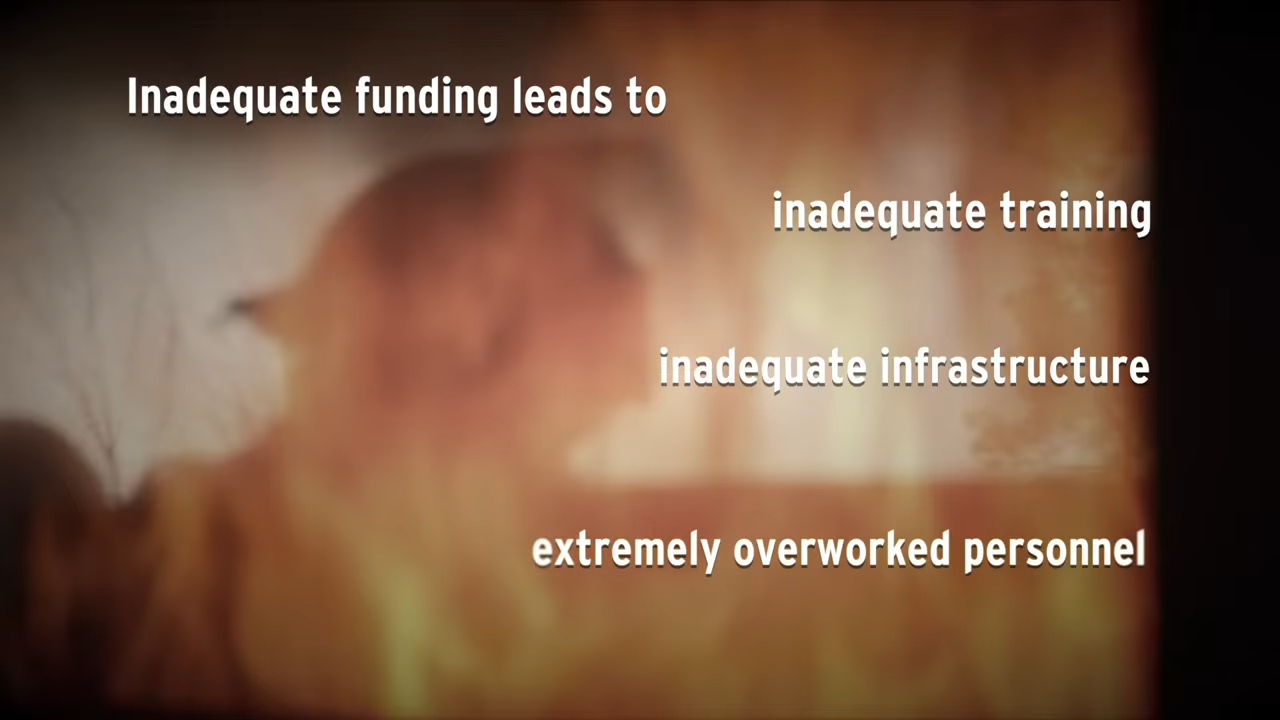 Inadequate funding leads to
inadequate training
inadequate infrastructure
extremely overworked personnel